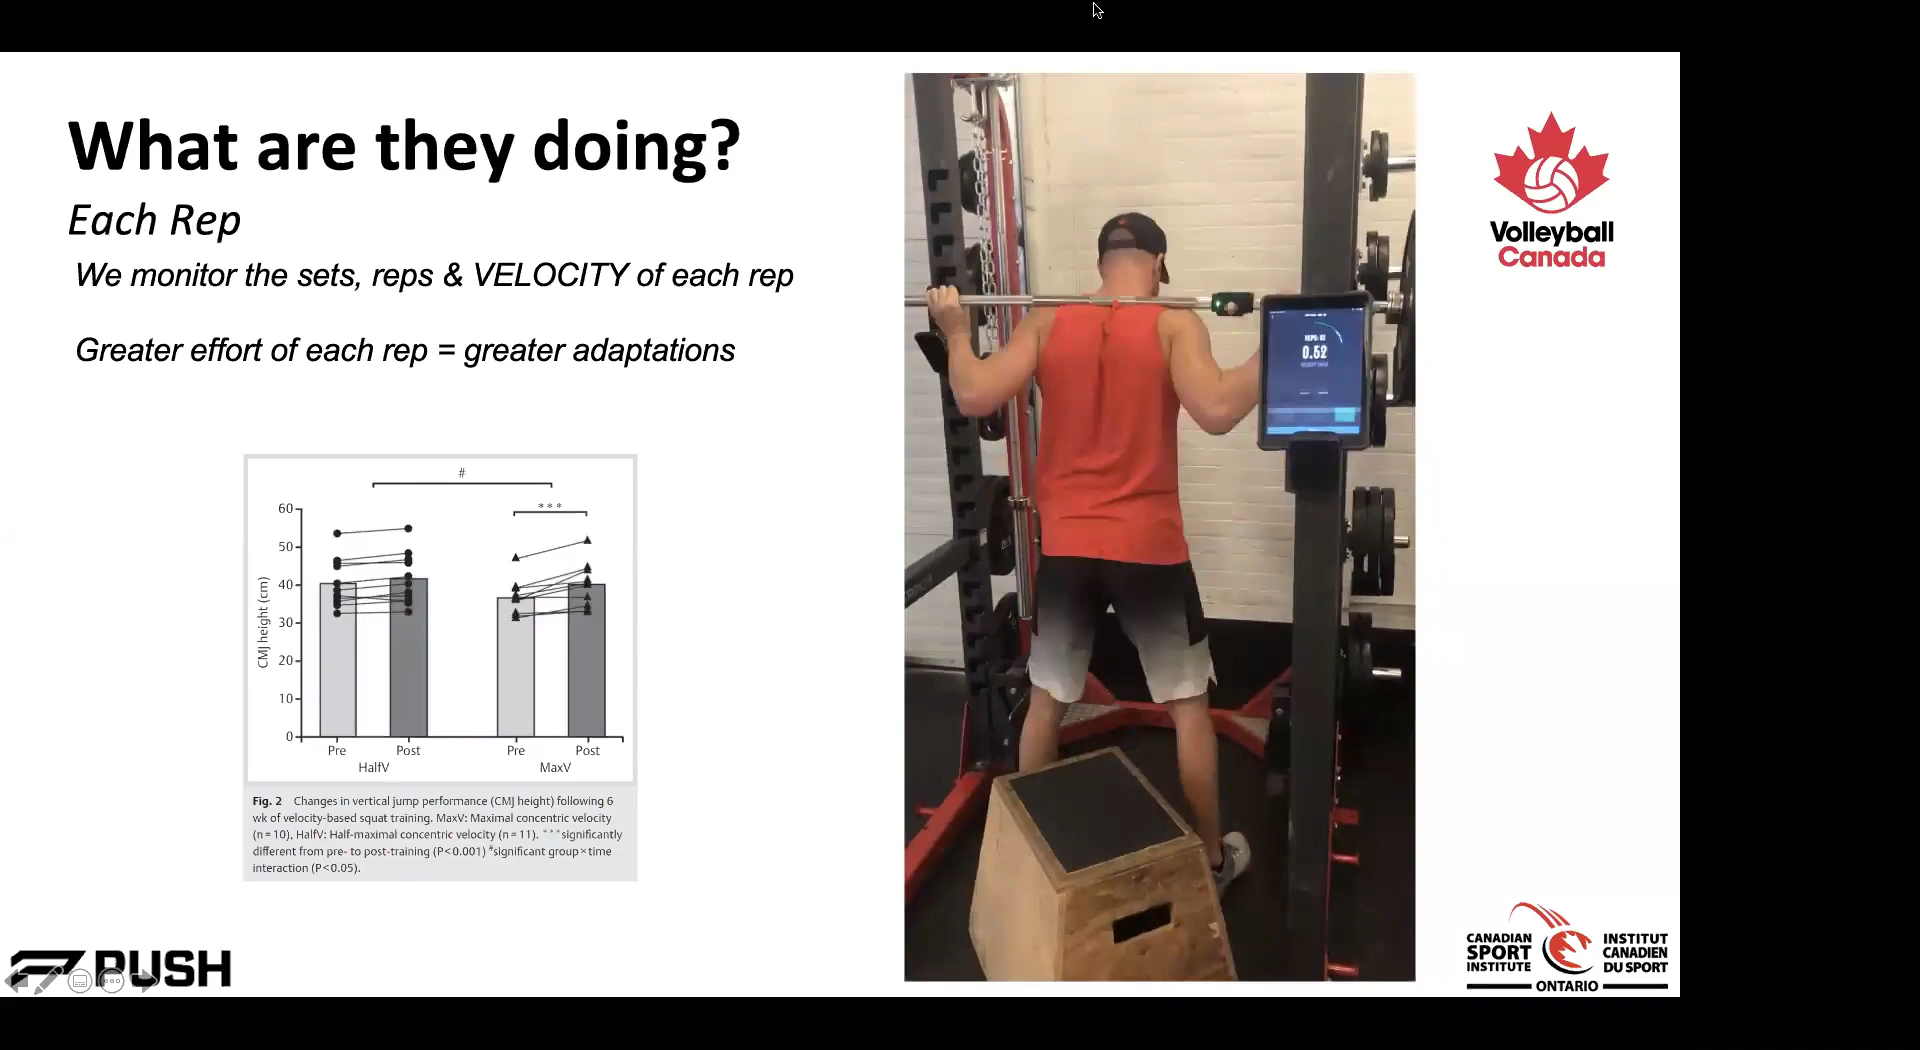 What are they doing?
Each Rep
We monitor the sets, reps & VELOCITY of each rep
Greater effort of each rep = greater adaptations
#
***
60
50
40
30
20
10
0
CMJ height (cm)
Pre
Post
Pre
Post
HalfV
MaxV
Fig. 2 Changes in vertical jump performance (CMJ height) following 6
wk of velocity-based squat training. MaxV: Maximal concentric velocity
(n=10), HalfV: Half-maximal concentric velocity (n=11). ***significantly
different from pre- to post-training (P<0.001) #significant group×time
interaction (P<0.05).
PUSH
0.52
Volleyball
Canada
CANADIAN
SPORT
INSTITUTE
INSTITUT
CANADIEN
DU SPORT
ONTARIO